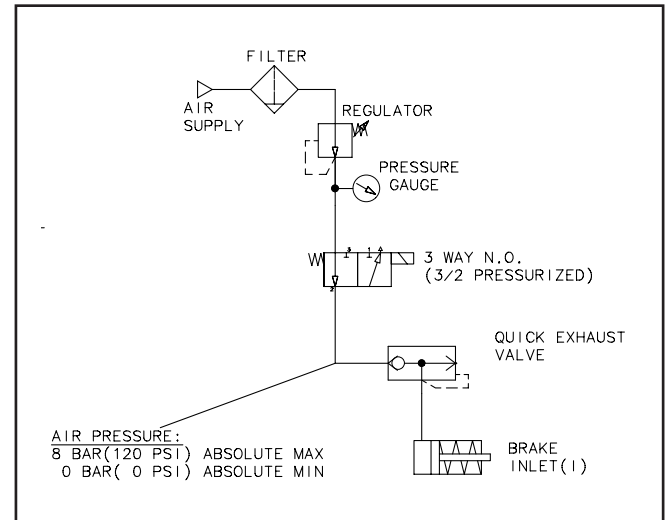 FILTER
AIR
SUPPLY
REGULATOR
PRESSURE
GAUGE
3 WAY N.O.
(3/2 PRESSURIZED)
QUICK EXHAUST
VALVE
AIR PRESSURE:
8 BAR(120 PSI) ABSOLUTE MAX
0 BAR( 0 PSI) ABSOLUTE MIN
BRAKE
INLET(1)